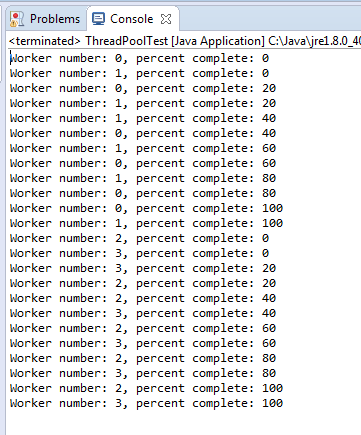 Problems Console
<terminated> ThreadPoolTest [Java Application] C:\Java\jre1.8.0_40
Worker number: 0, percent complete: 0
Worker number: 1, percent complete: 0
Worker number: 0, percent complete: 20
Worker number: 1, percent complete: 20
Worker number: 1, percent complete: 40
Worker number: 0, percent complete: 40
Worker number: 1, percent complete: 60
Worker number: 0, percent complete: 60
Worker number: 1, percent complete: 80
Worker number: 0, percent complete: 80
Worker number: 0, percent complete: 100
Worker number: 1, percent complete: 100
Worker number: 2, percent complete: 0
Worker number: 3, percent complete: 0
Worker number: 3, percent complete: 20
Worker number: 2, percent complete: 20
Worker number: 2, percent complete: 40
Worker number: 3, percent complete: 40
Worker number: 2, percent complete: 60
Worker number: 3, percent complete: 60
Worker number: 2, percent complete: 80
Worker number: 3, percent complete: 80
Worker number: 2, percent complete: 100
Worker number: 3, percent complete: 100